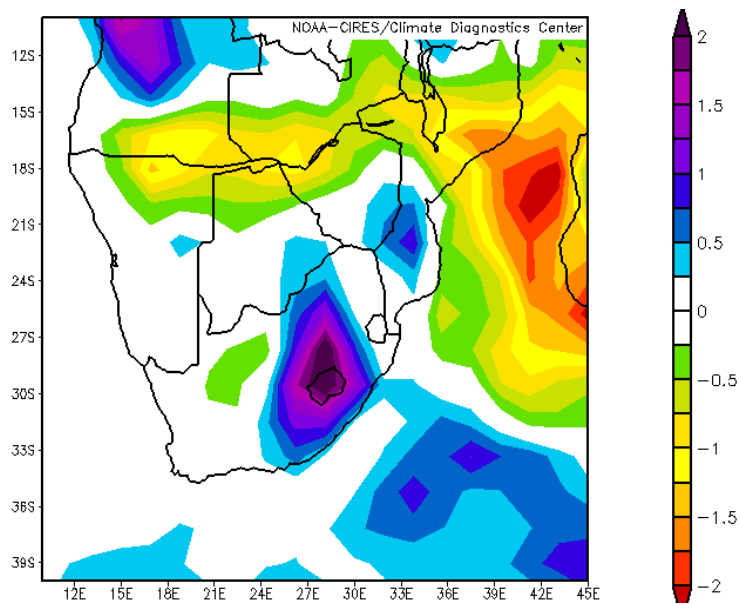 NOAA-CIRES/Climate Diagnostics Center
12S
15S
18S
21S
24S
27S
30S
33S
36S
39S
12E 15E 18E 21E 24E 27E 30E 33E 36E 39E 42E 45E
2
1.5
1
0.5
0
-0.5
-1
-1.5
-2